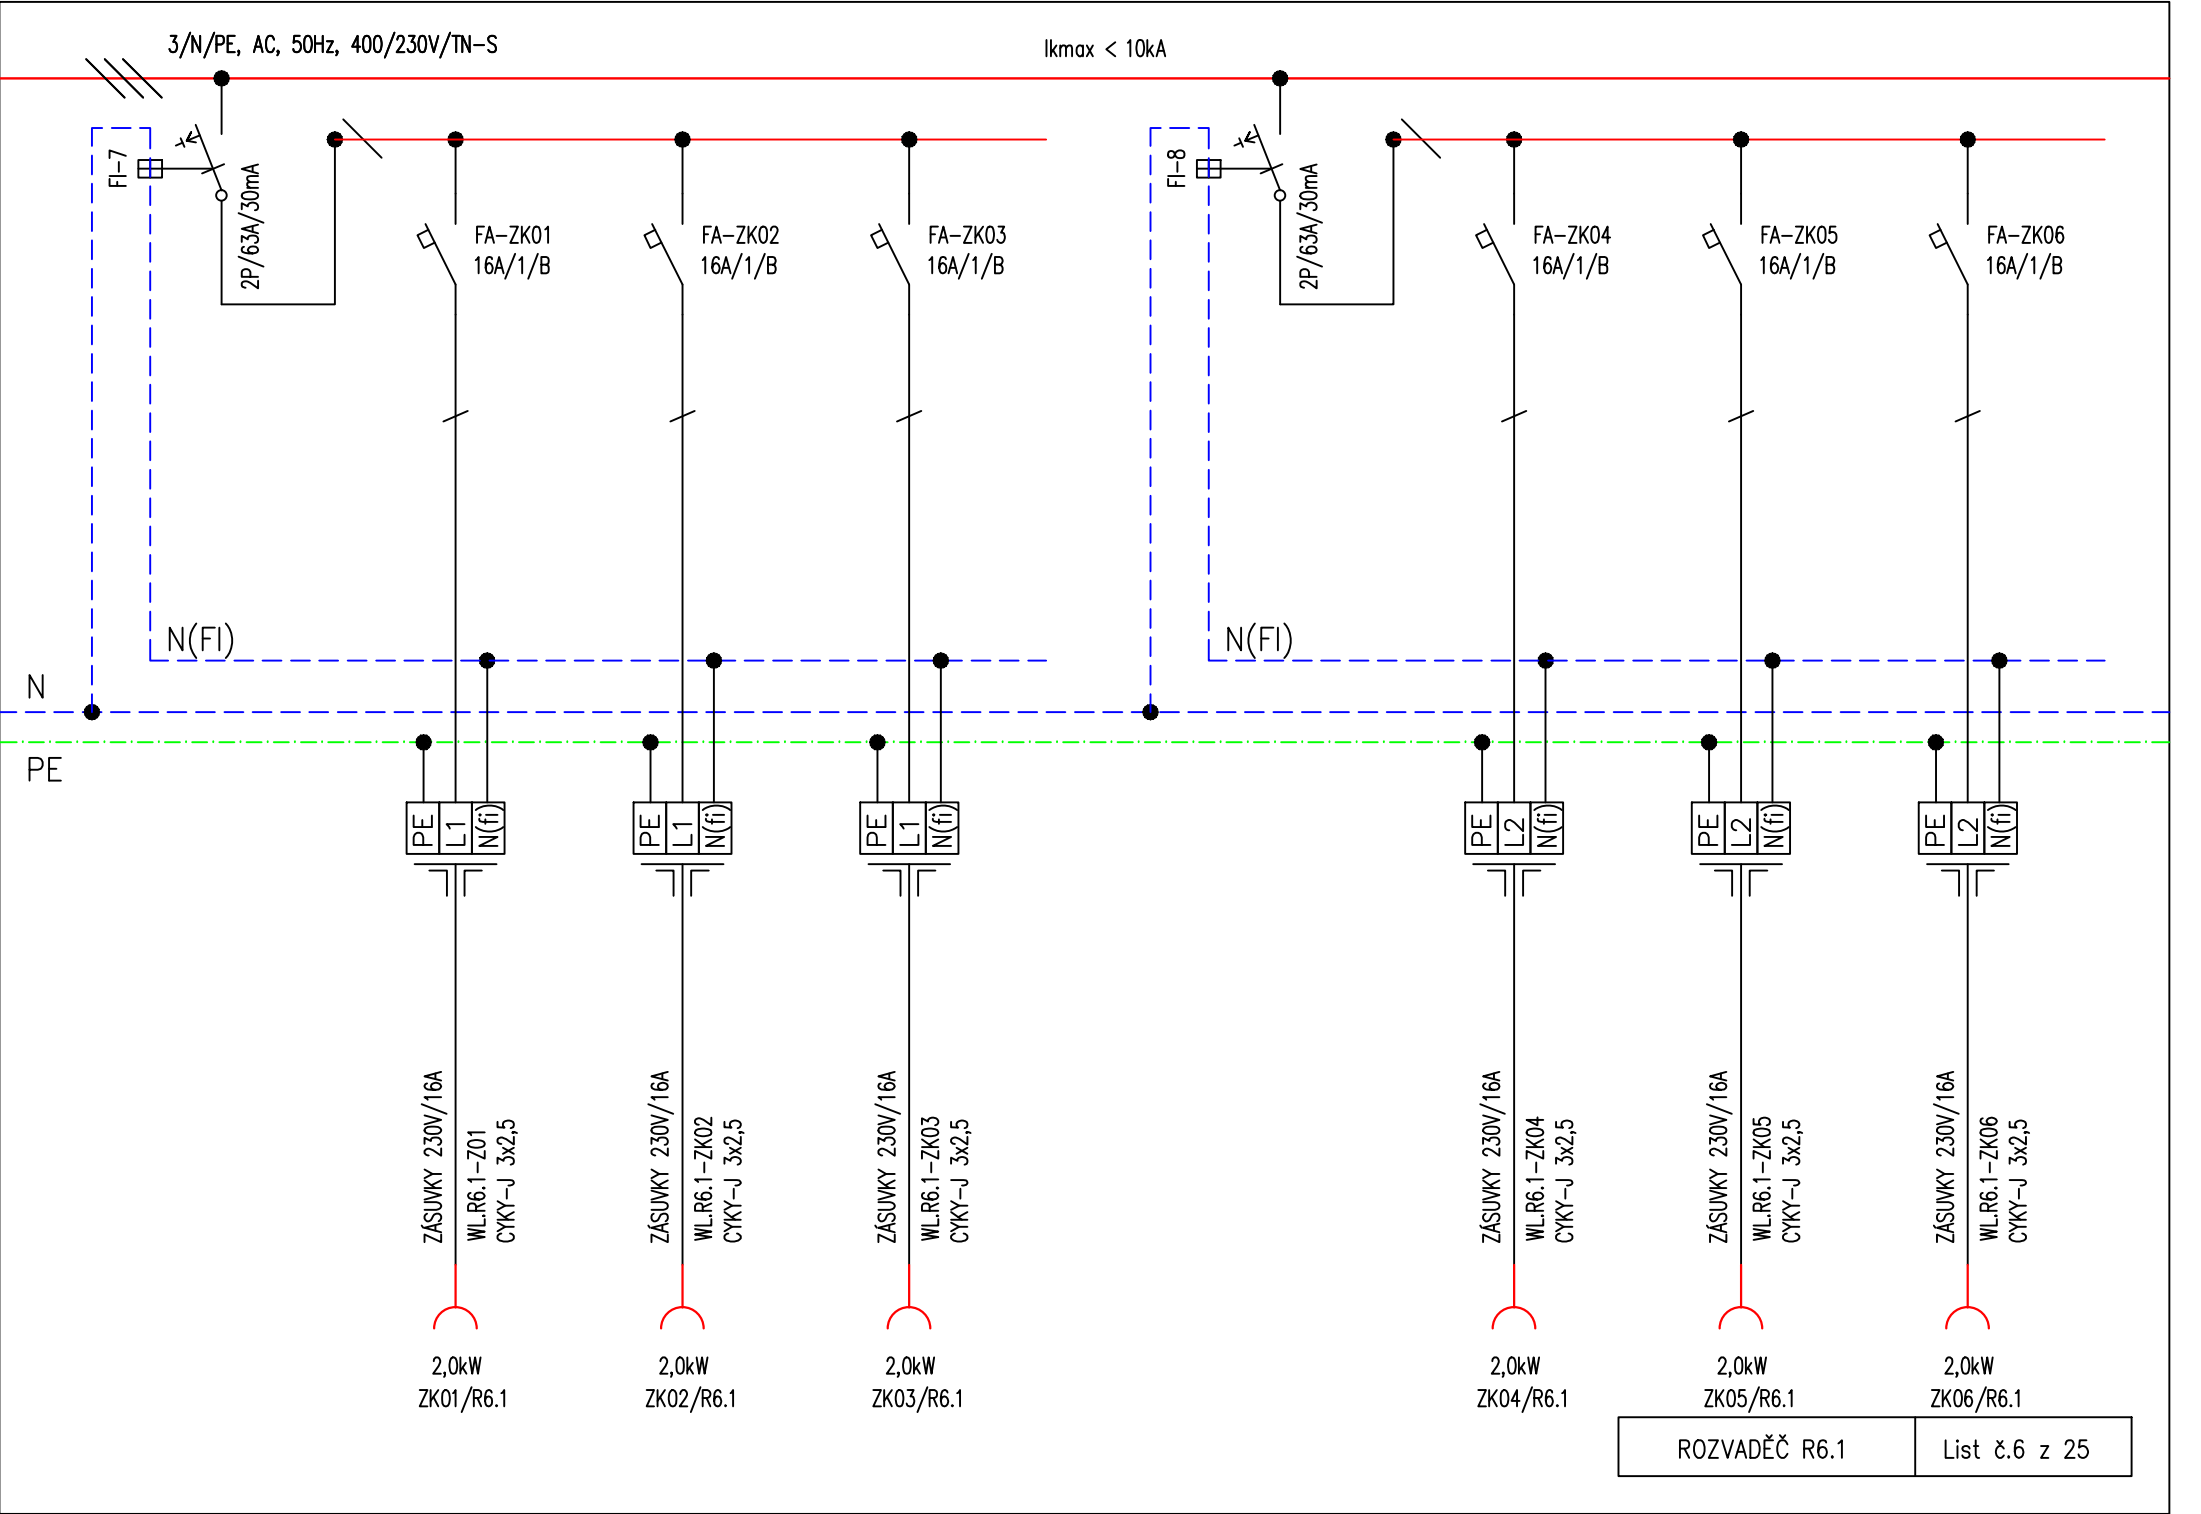 3/N/PE, AC, 50Hz, 400/230V/TN-S
Ikmax < 10kA
FI-7
2P/63A/30mA
FA-ZK01
16A/1/B
FA-ZK02
16A/1/B
FA-ZK03
16A/1/B
FI-8
2P/63A/30mA
FA-ZK04
16A/1/B
FA-ZK05
16A/1/B
FA-ZK06
16A/1/B
N(FI)
N(FI)
N
PE
PE
L1
N(fi)
PE
L1
N(fi)
PE
L1
N(fi)
PE
L2
N(fi)
PE
L2
N(fi)
PE
L2
N(fi)
ZÁSUVKY 230V/16A
WL.R6.1-Z01
CYKY-J 3x2,5
ZÁSUVKY 230V/16A
WL.R6.1-ZK02
CYKY-J 3x2,5
ZÁSUVKY 230V/16A
WL.R6.1-ZK03
CYKY-J 3x2,5
ZÁSUVKY 230V/16A
WL.R6.1-ZK04
CYKY-J 3x2,5
ZÁSUVKY 230V/16A
WL.R6.1-ZK05
CYKY-J 3x2,5
ZÁSUVKY 230V/16A
WL.R6.1-ZK06
CYKY-J 3x2,5
2,0kW
ZK01/R6.1
2,0kW
ZK02/R6.1
2,0kW
ZK03/R6.1
2,0kW
ZK04/R6.1
2,0kW
ZK05/R6.1
2,0kW
ZK06/R6.1
ROZVADĚČ R6.1
List č.6 z 25